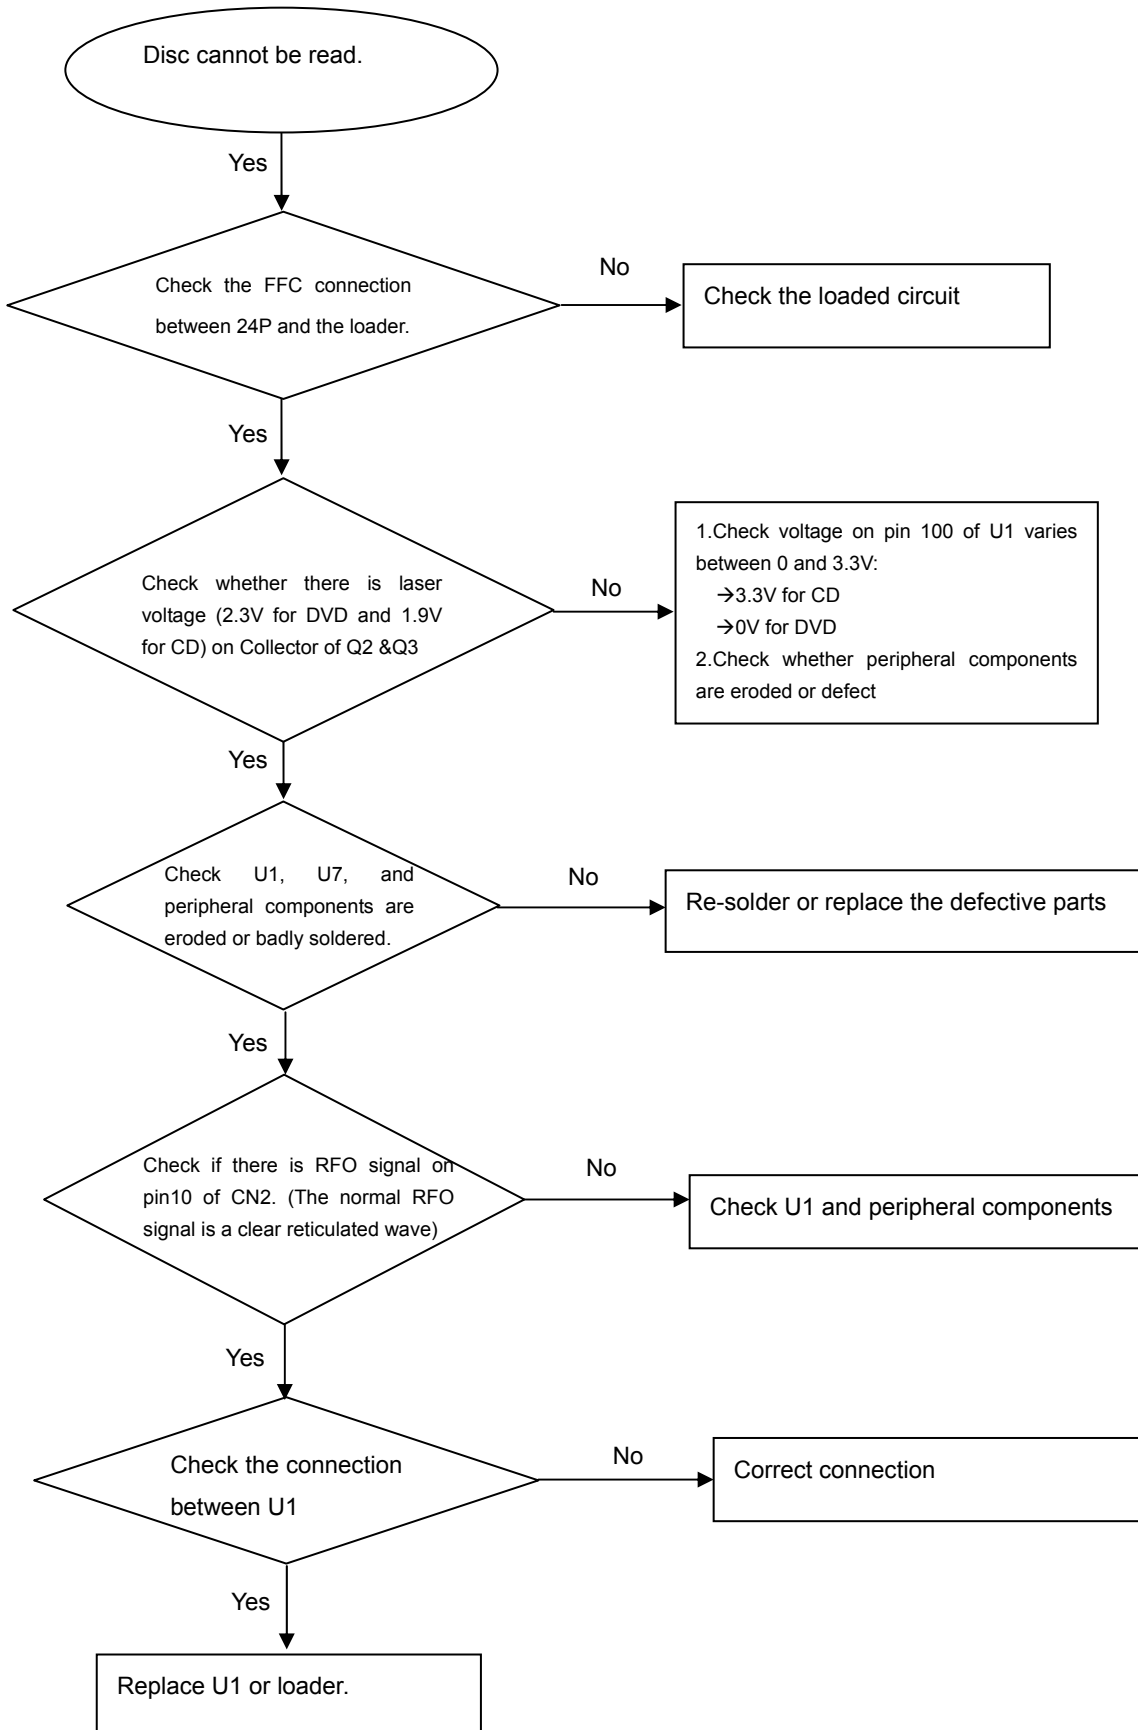 Disc cannot be read.
Yes
Check the FFC connection
between 24P and the loader.
No
Check the loaded circuit
Yes
Check whether there is laser
voltage (2.3V for DVD and 1.9V
for CD) on Collector of Q2 &Q3
No
1.Check voltage on pin 100 of U1 varies
between 0 and 3.3V:
→3.3V for CD
→0V for DVD
2.Check whether peripheral components
are eroded or defect
Yes
Check U1, U7, and
peripheral components are
eroded or badly soldered.
No
Re-solder or replace the defective parts
Yes
Check if there is RFO signal on
pin10 of CN2. (The normal RFO
signal is a clear reticulated wave)
No
Check U1 and peripheral components
Yes
Check the connection
between U1
No
Correct connection
Yes
Replace U1 or loader.